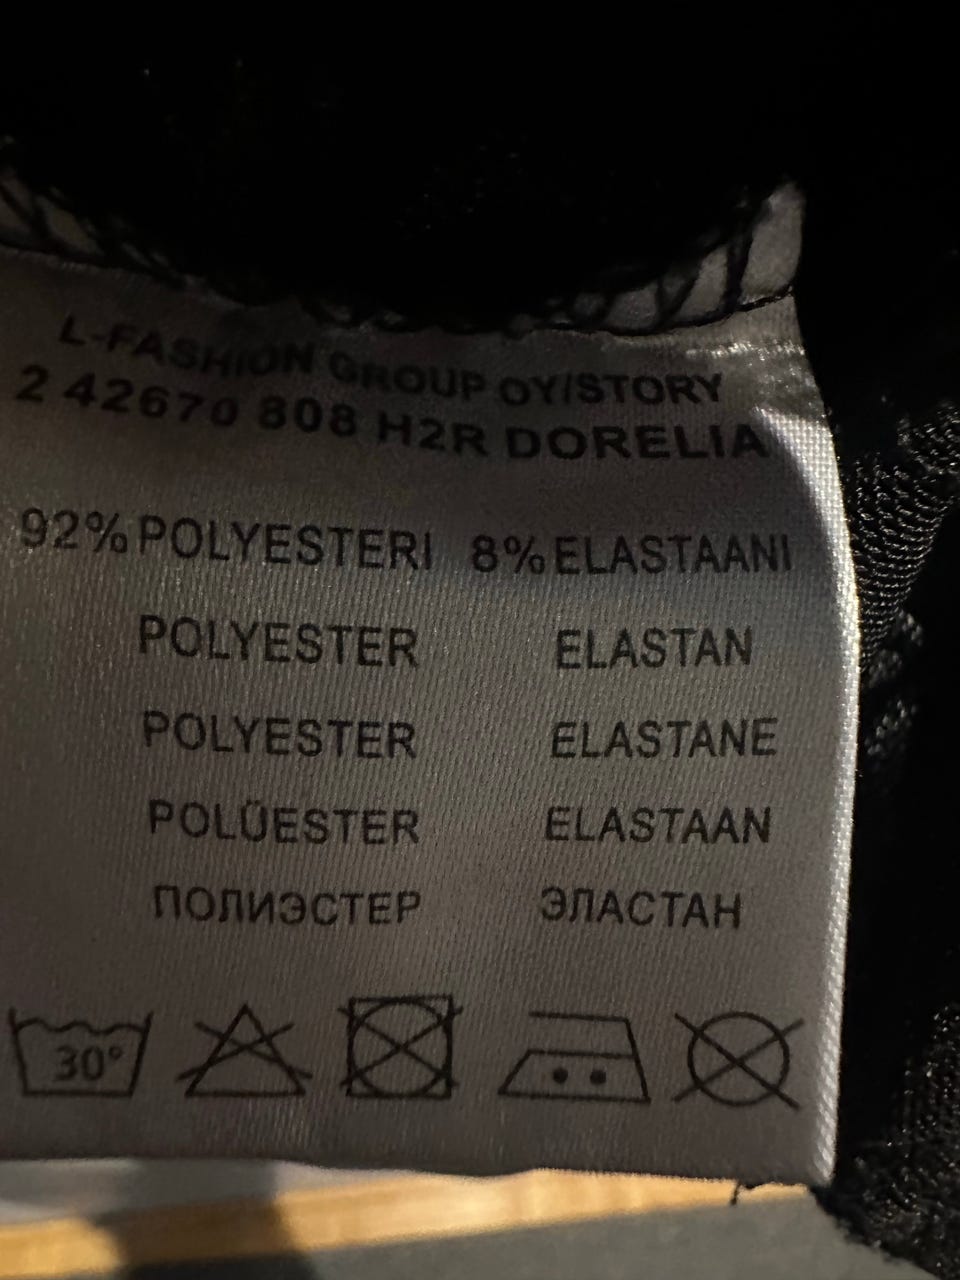 L-FASHION GROUP OY/STORY
2 42670 808 H2R DORELIA
92% POLYESTERI 8% ELASTAANI
POLYESTER ELASTAN
POLYESTER ELASTANE
POLÜESTER ELASTAAN
ПОЛИЭСТЕР ЭЛАСТАН
30°